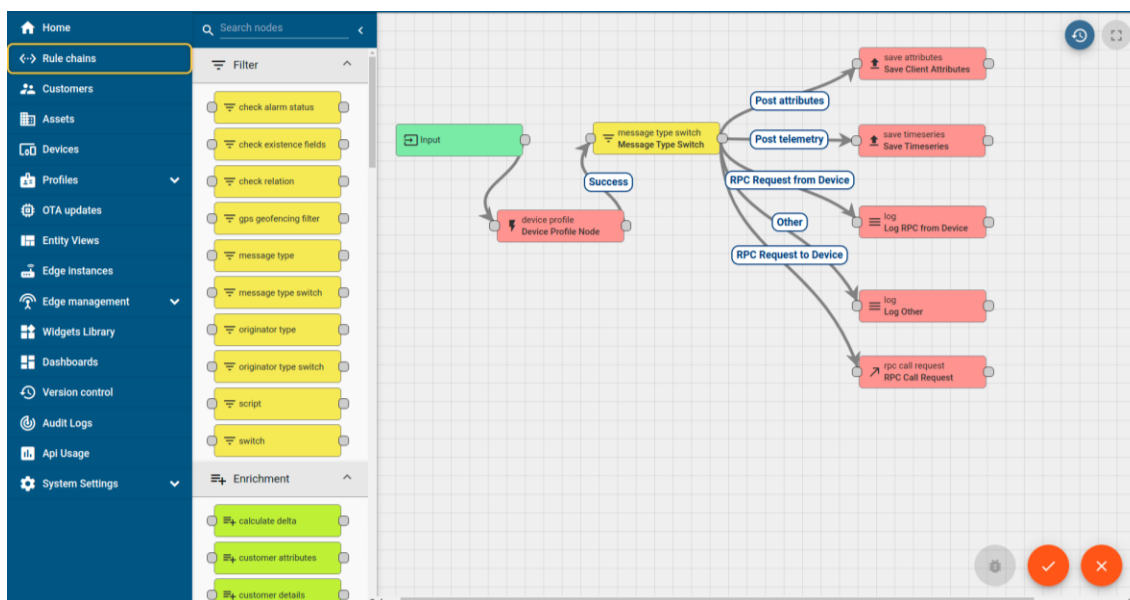 Home
Rule chains
Customers
Assets
Devices
Profiles
OTA updates
Entity Views
Edge instances
Edge management
Widgets Library
Dashboards
Version control
Audit Logs
Api Usage
System Settings
Search nodes
Filter
check alarm status
check existence fields
check relation
gps geofencing filter
message type
message type switch
originator type
originator type switch
script
switch
Enrichment
calculate delta
customer attributes
customer details
Input
device profile
Device Profile Node
Success
message type switch
Message Type Switch
Post attributes
Post telemetry
RPC Request from Device
Other
RPC Request to Device
save attributes
Save Client Attributes
save timeseries
Save Timeseries
log
Log RPC from Device
log
Log Other
rpc call request
RPC Call Request